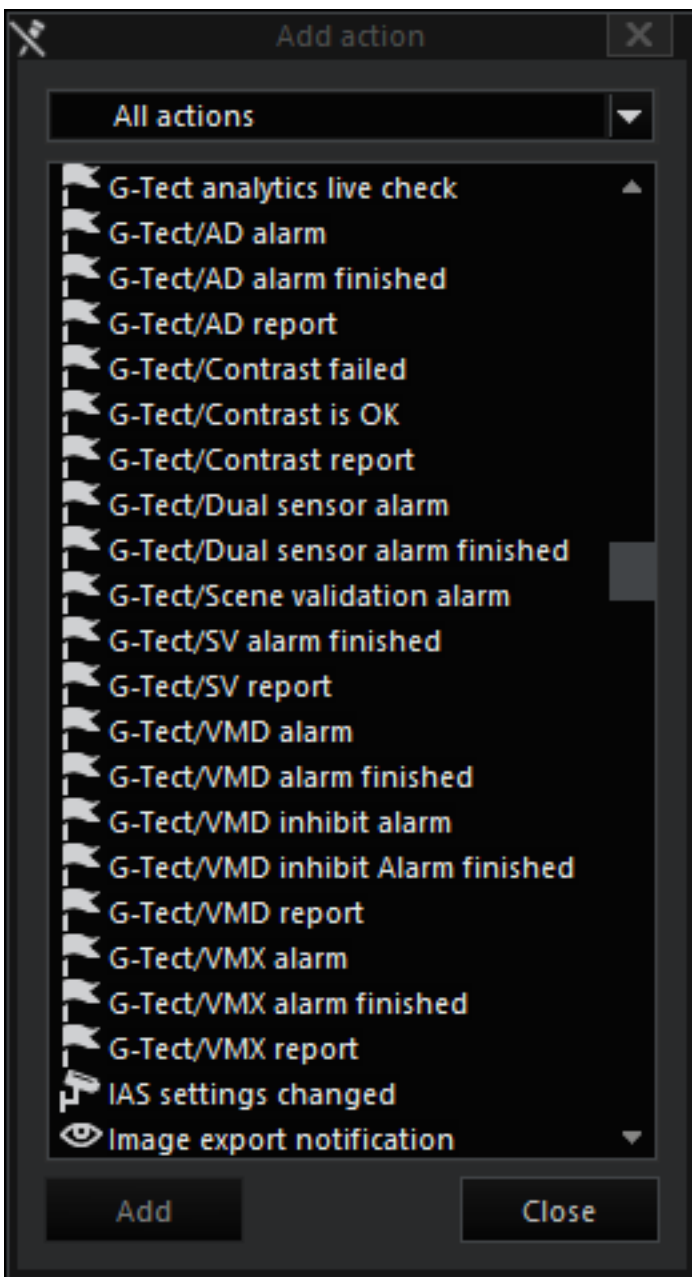 Add action
All actions
G-Tect analytics live check
G-Tect/AD alarm
G-Tect/AD alarm finished
G-Tect/AD report
G-Tect/Contrast failed
G-Tect/Contrast is OK
G-Tect/Contrast report
G-Tect/Dual sensor alarm
G-Tect/Dual sensor alarm finished
G-Tect/Scene validation alarm
G-Tect/SV alarm finished
G-Tect/SV report
G-Tect/VMD alarm
G-Tect/VMD alarm finished
G-Tect/VMD inhibit alarm
G-Tect/VMD inhibit Alarm finished
G-Tect/VMD report
G-Tect/VMX alarm
G-Tect/VMX alarm finished
G-Tect/VMX report
IAS settings changed
Image export notification
Add Close